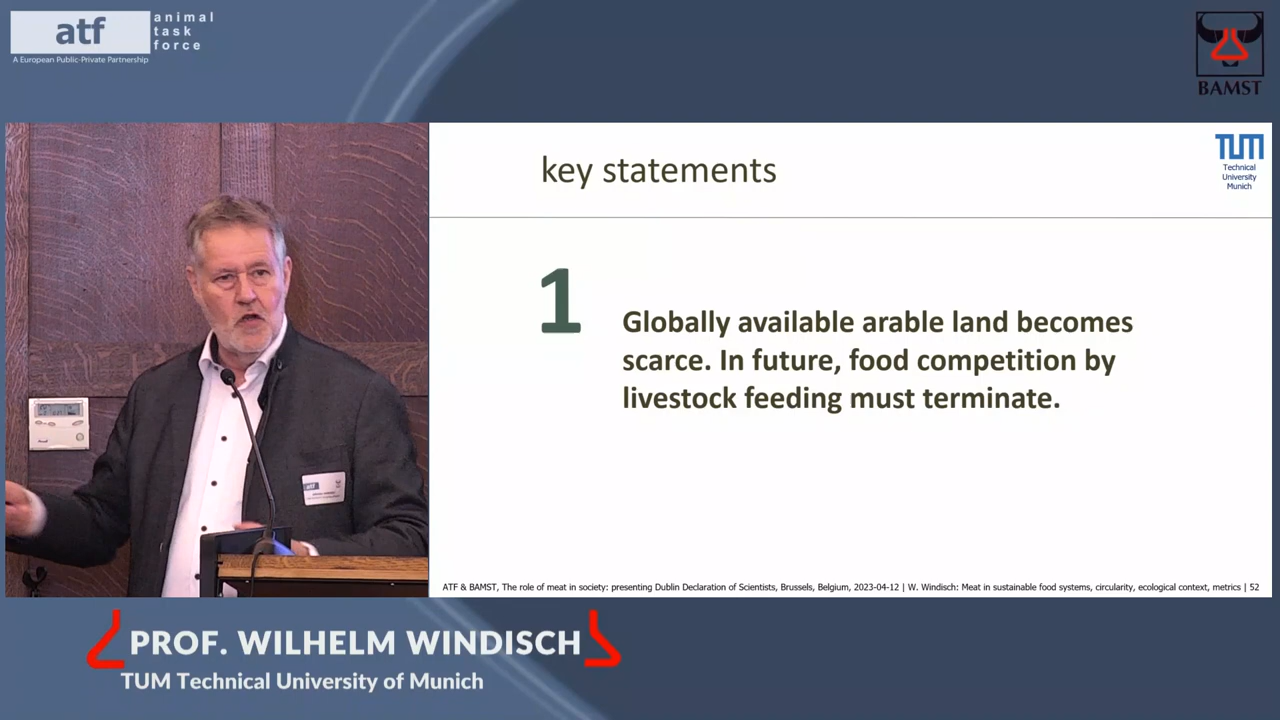 atf
animal
task
force
A European Public-Private Partnership
BAMST
key statements
TUM
Technical
University
Munich
1
Globally available arable land becomes
scarce. In future, food competition by
livestock feeding must terminate.
atf
ATF & BAMST, The role of meat in society: presenting Dublin Declaration of Scientists, Brussels, Belgium, 2023-04-12 | W. Windisch: Meat in sustainable food systems, circularity, ecological context, metrics | 52
PROF. WILHELM WINDISCH
TUM Technical University of Munich